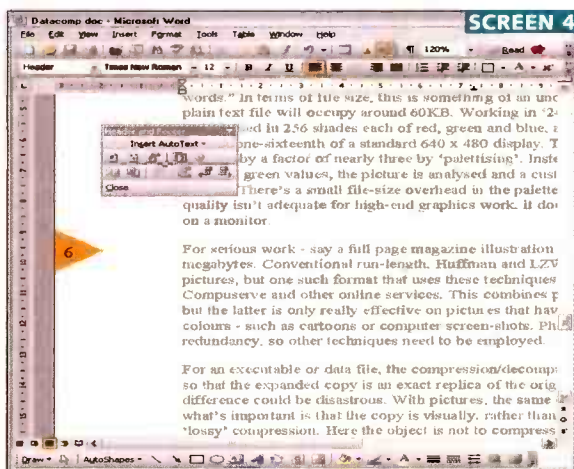 SCREEN 4
Datacomp doc - Microsoft Word
File Edit View Insert Format Tools Table Window Help
120% Read
Header Times New Roman 12 B I U
words." In terms of file size, this is something of an unc
plain text file will occupy around 60KB. Working in '24
Header and Footer
ed in 256 shades each of red, green and blue, a
Insert AutoText
one-sixteenth of a standard 640 x 480 display. T
by a factor of nearly three by 'palettising'. Inste
green values, the picture is analysed and a cust
Close
There's a small file-size overhead in the palette
quality isn't adequate for high-end graphics work. It doe
on a monitor.
6
For serious work - say a full page magazine illustration
megabytes. Conventional run-length, Huffman and LZW
pictures, but one such format that uses these techniques
Compuserve and other online services. This combines
but the latter is only really effective on pictures that hav
colours - such as cartoons or computer screen-shots. Ph
redundancy, so other techniques need to be employed.
For an executable or data file, the compression/decomp
so that the expanded copy is an exact replica of the orig
difference could be disastrous. With pictures, the same
what's important is that the copy is visually, rather than
'lossy' compression. Here the object is not to compress
Draw AutoShapes